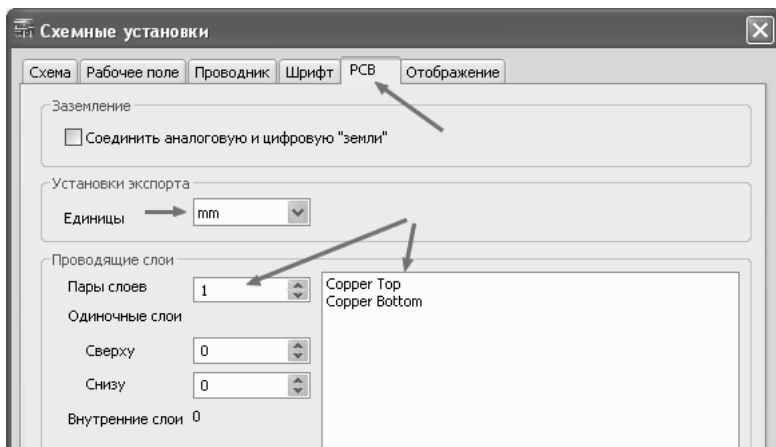 Схемные установки
Схема Рабочее поле Проводник Шрифт PCB Отображение
Заземление
Соединить аналоговую и цифровую "земли"
Установки экспорта
Единицы mm
Проводящие слои
Пары слоев 1
Одиночные слои
Сверху 0
Снизу 0
Внутренние слои 0
Copper Top
Copper Bottom